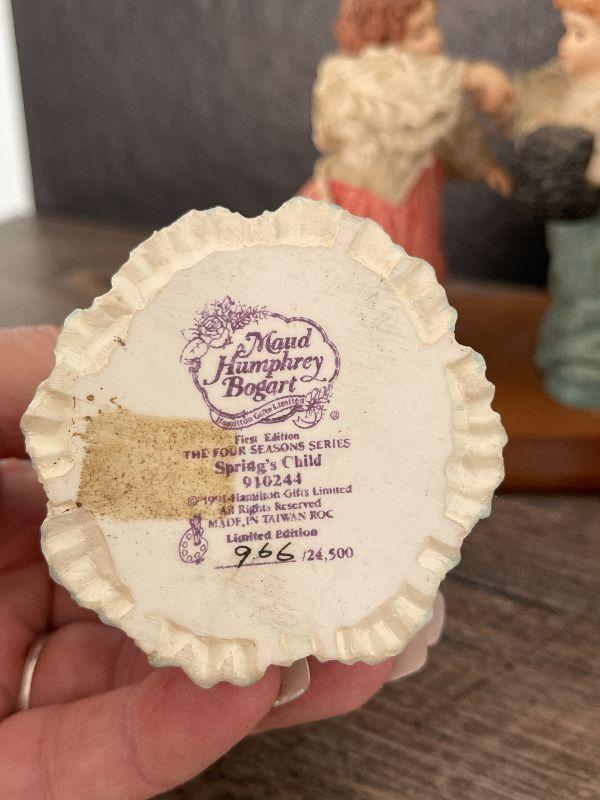 Maud
Humphrey
Bogart
Hamilton Gifts Limited
®
First Edition
THE FOUR SEASONS SERIES
Spring's Child
910244
© 1991 Hamilton Gifts Limited
All Rights Reserved
MADE IN TAIWAN ROC
Limited Edition
966 /24,500